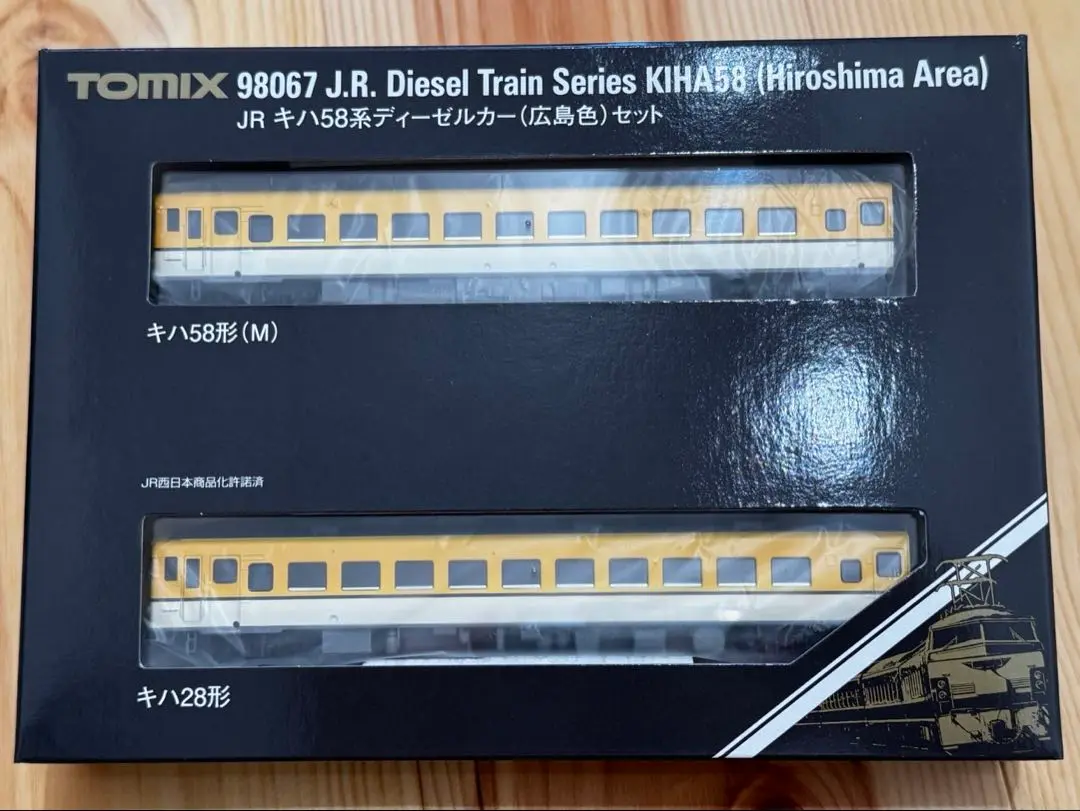 TOMIX 98067 J.R. Diesel Train Series KIHA58 (Hiroshima Area)
JR キハ58系ディーゼルカー(広島色)セット
キハ58形(M)
JR西日本商品化許諾済
キハ28形